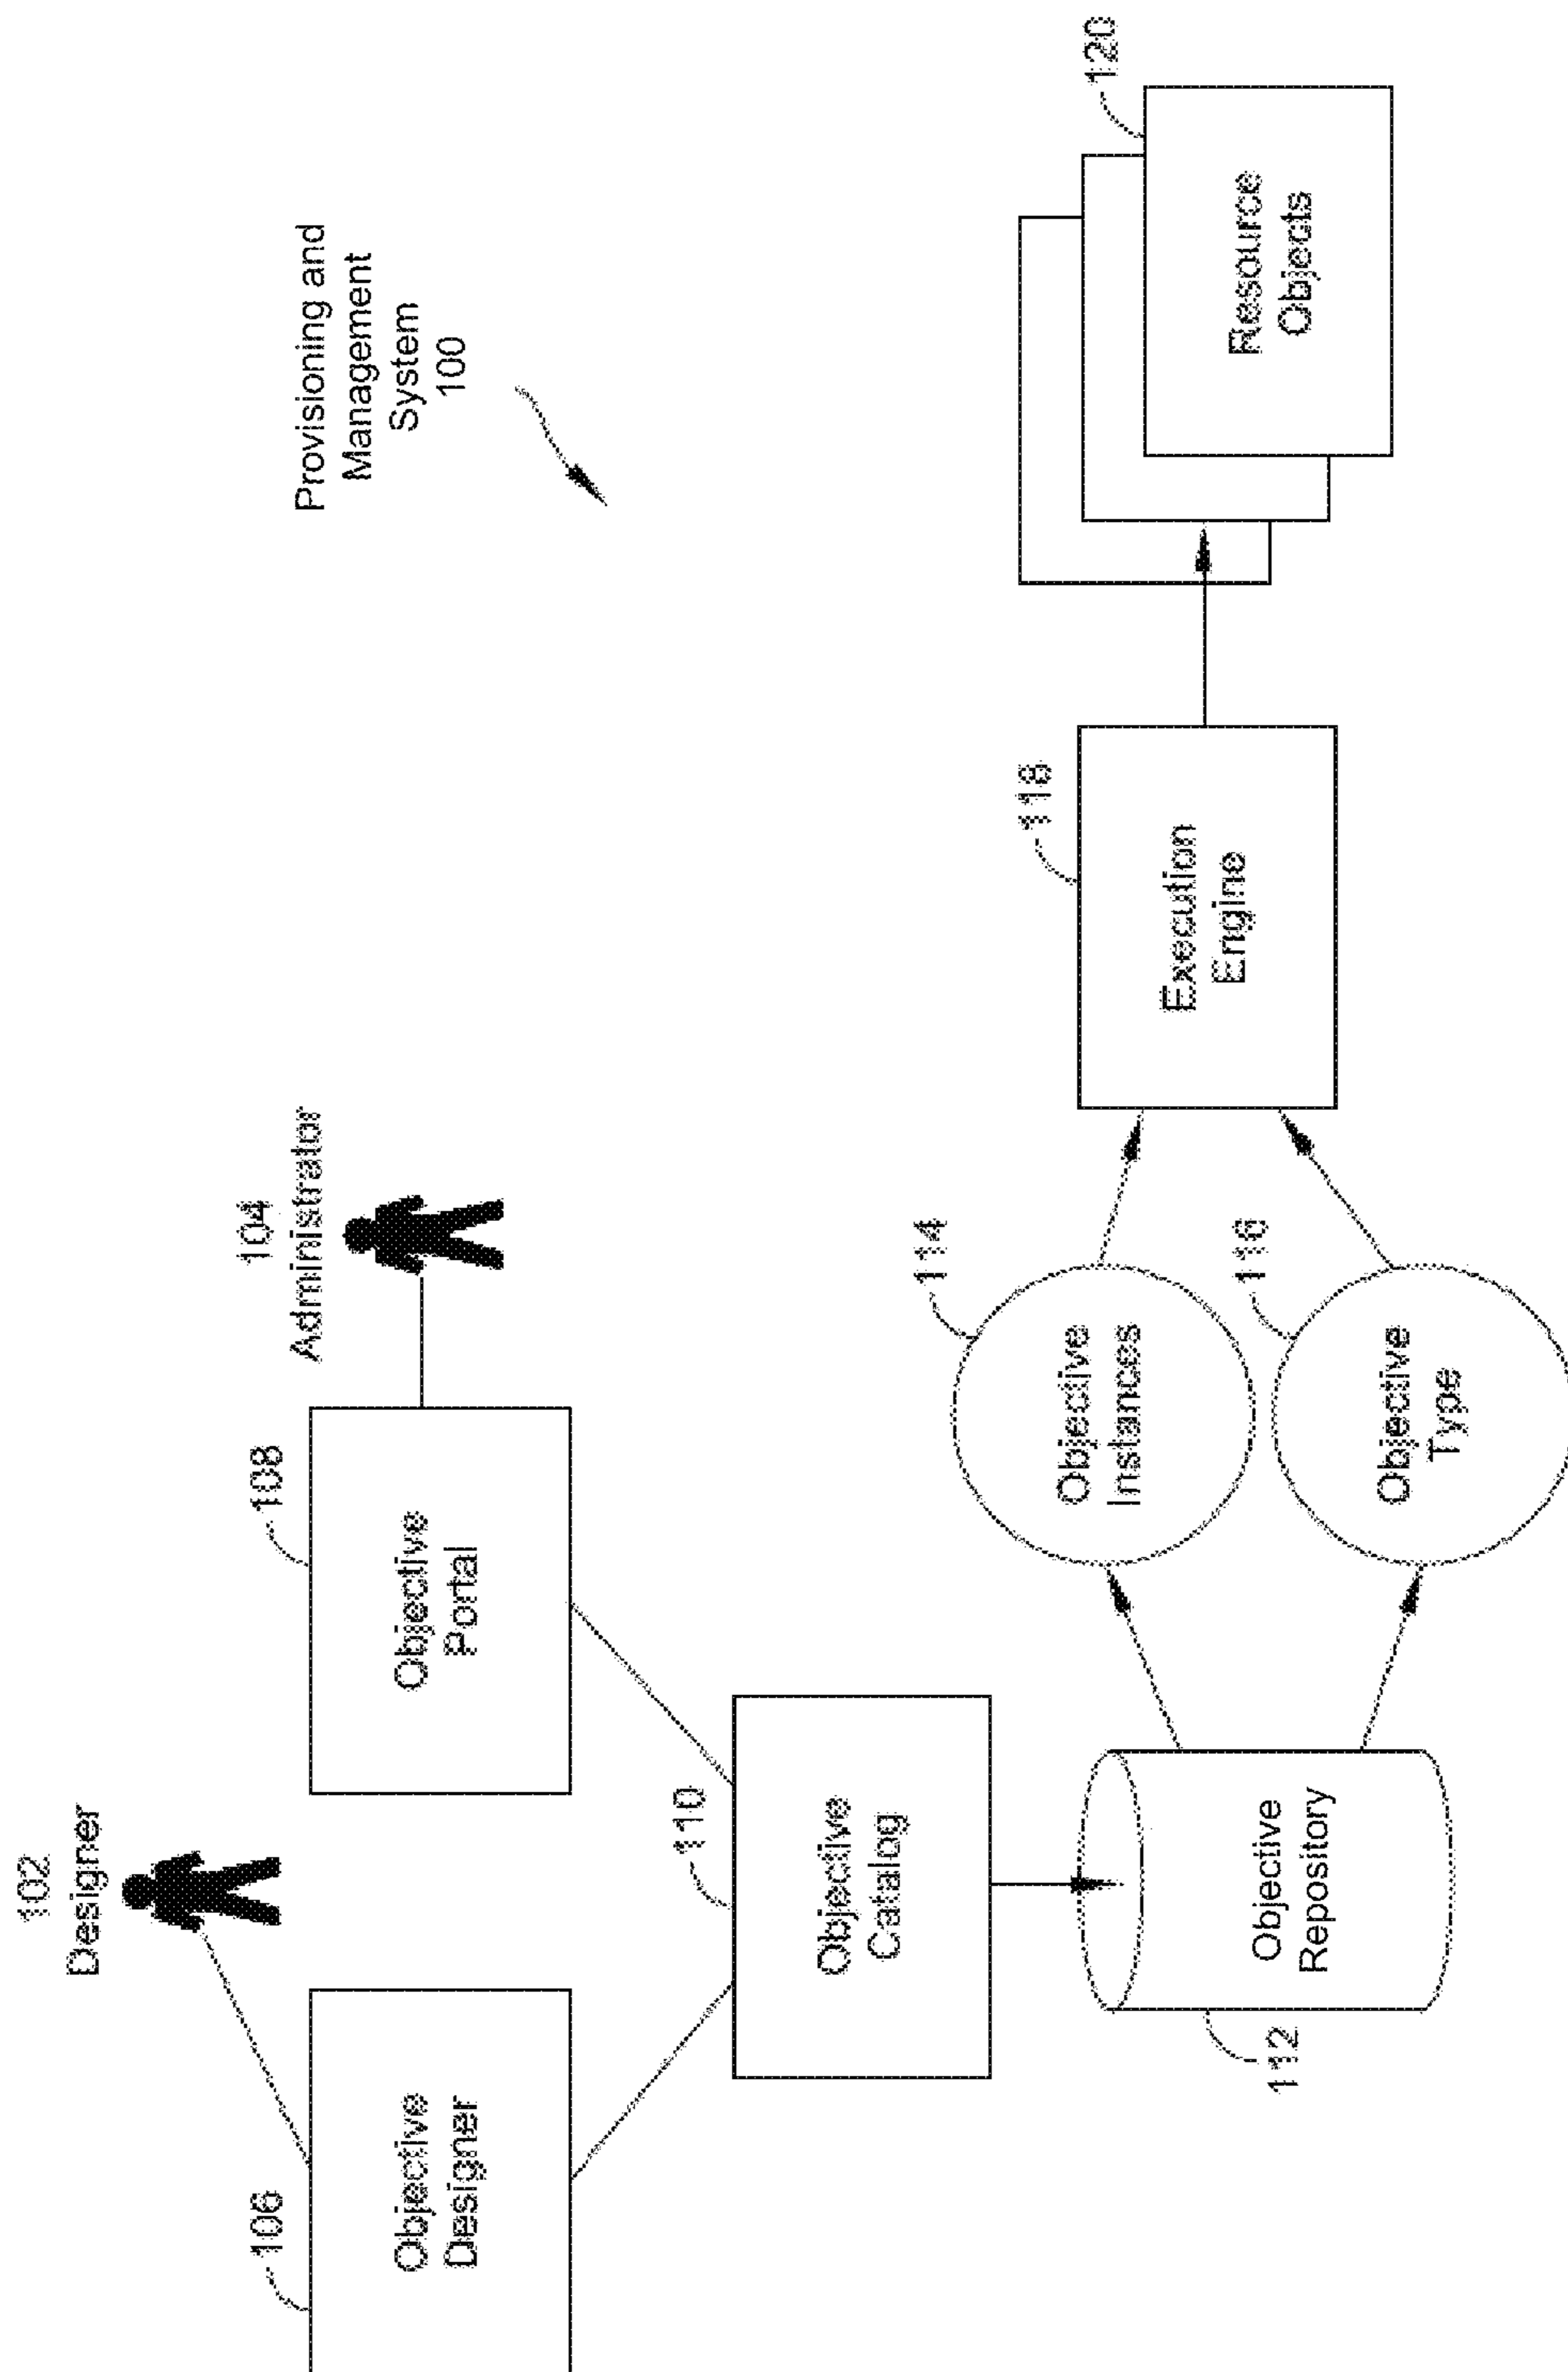 Provisioning and
Management
System
100
102
Designer
104
Administrator
106
Objective
Designer
108
Objective
Portal
110
Objective
Catalog
112
Objective
Repository
114
Objective
Instances
116
Objective
Type
118
Execution
Engine
120
Resource
Objects